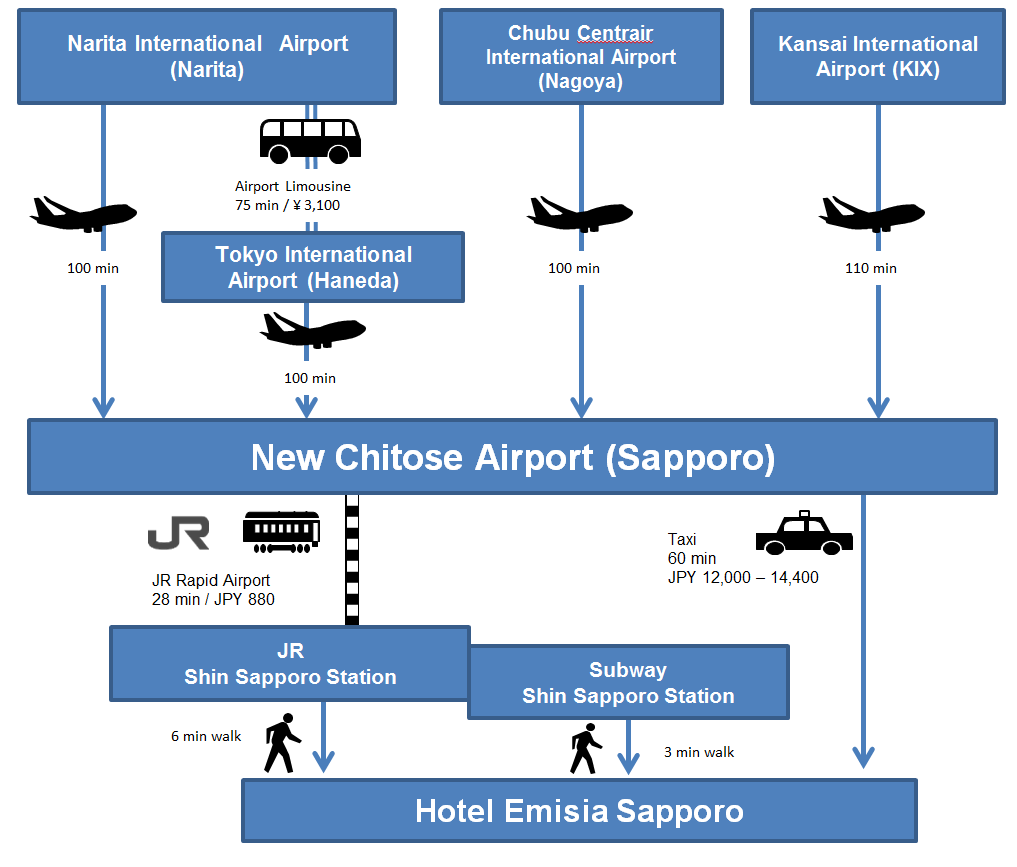 Narita International Airport
(Narita)
Chubu Centrair
International Airport
(Nagoya)
Kansai International
Airport (KIX)
Airport Limousine
75 min / ¥ 3,100
Tokyo International
Airport (Haneda)
100 min
100 min
110 min
100 min
New Chitose Airport (Sapporo)
JR
JR Rapid Airport
28 min / JPY 880
Taxi
60 min
JPY 12,000 – 14,400
JR
Shin Sapporo Station
Subway
Shin Sapporo Station
6 min walk
3 min walk
Hotel Emisia Sapporo